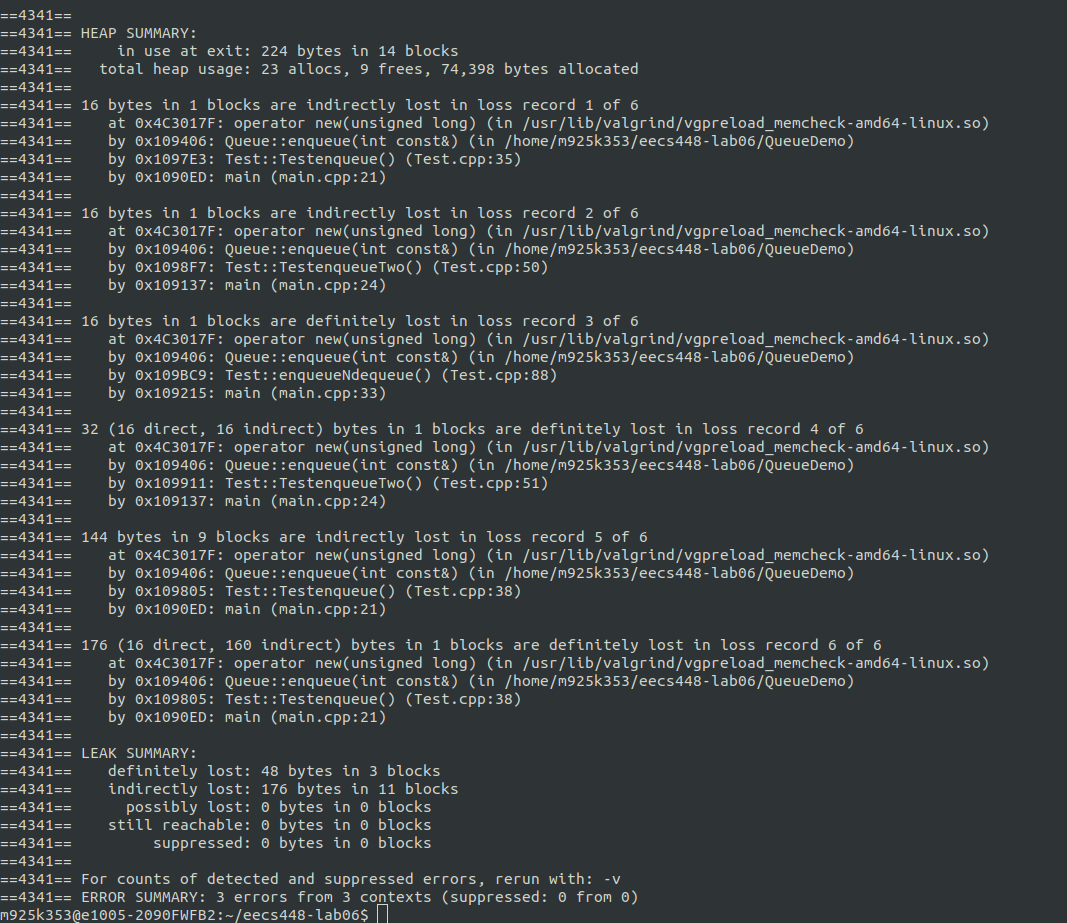 ==4341==
==4341== HEAP SUMMARY:
==4341==     in use at exit: 224 bytes in 14 blocks
==4341==   total heap usage: 23 allocs, 9 frees, 74,398 bytes allocated
==4341==
==4341== 16 bytes in 1 blocks are indirectly lost in loss record 1 of 6
==4341==    at 0x4C3017F: operator new(unsigned long) (in /usr/lib/valgrind/vgpreload_memcheck-amd64-linux.so)
==4341==    by 0x109406: Queue::enqueue(int const&) (in /home/m925k353/eecs448-lab06/QueueDemo)
==4341==    by 0x1097E3: Test::Testenqueue() (Test.cpp:35)
==4341==    by 0x1090ED: main (main.cpp:21)
==4341==
==4341== 16 bytes in 1 blocks are indirectly lost in loss record 2 of 6
==4341==    at 0x4C3017F: operator new(unsigned long) (in /usr/lib/valgrind/vgpreload_memcheck-amd64-linux.so)
==4341==    by 0x109406: Queue::enqueue(int const&) (in /home/m925k353/eecs448-lab06/QueueDemo)
==4341==    by 0x1098F7: Test::TestenqueueTwo() (Test.cpp:50)
==4341==    by 0x109137: main (main.cpp:24)
==4341==
==4341== 16 bytes in 1 blocks are definitely lost in loss record 3 of 6
==4341==    at 0x4C3017F: operator new(unsigned long) (in /usr/lib/valgrind/vgpreload_memcheck-amd64-linux.so)
==4341==    by 0x109406: Queue::enqueue(int const&) (in /home/m925k353/eecs448-lab06/QueueDemo)
==4341==    by 0x109BC9: Test::enqueueNdequeue() (Test.cpp:88)
==4341==    by 0x109215: main (main.cpp:33)
==4341==
==4341== 32 (16 direct, 16 indirect) bytes in 1 blocks are definitely lost in loss record 4 of 6
==4341==    at 0x4C3017F: operator new(unsigned long) (in /usr/lib/valgrind/vgpreload_memcheck-amd64-linux.so)
==4341==    by 0x109406: Queue::enqueue(int const&) (in /home/m925k353/eecs448-lab06/QueueDemo)
==4341==    by 0x109911: Test::TestenqueueTwo() (Test.cpp:51)
==4341==    by 0x109137: main (main.cpp:24)
==4341==
==4341== 144 bytes in 9 blocks are indirectly lost in loss record 5 of 6
==4341==    at 0x4C3017F: operator new(unsigned long) (in /usr/lib/valgrind/vgpreload_memcheck-amd64-linux.so)
==4341==    by 0x109406: Queue::enqueue(int const&) (in /home/m925k353/eecs448-lab06/QueueDemo)
==4341==    by 0x109805: Test::Testenqueue() (Test.cpp:38)
==4341==    by 0x1090ED: main (main.cpp:21)
==4341==
==4341== 176 (16 direct, 160 indirect) bytes in 1 blocks are definitely lost in loss record 6 of 6
==4341==    at 0x4C3017F: operator new(unsigned long) (in /usr/lib/valgrind/vgpreload_memcheck-amd64-linux.so)
==4341==    by 0x109406: Queue::enqueue(int const&) (in /home/m925k353/eecs448-lab06/QueueDemo)
==4341==    by 0x109805: Test::Testenqueue() (Test.cpp:38)
==4341==    by 0x1090ED: main (main.cpp:21)
==4341==
==4341== LEAK SUMMARY:
==4341==    definitely lost: 48 bytes in 3 blocks
==4341==    indirectly lost: 176 bytes in 11 blocks
==4341==      possibly lost: 0 bytes in 0 blocks
==4341==    still reachable: 0 bytes in 0 blocks
==4341==         suppressed: 0 bytes in 0 blocks
==4341==
==4341== For counts of detected and suppressed errors, rerun with: -v
==4341== ERROR SUMMARY: 3 errors from 3 contexts (suppressed: 0 from 0)
m925k353@e1005-2090FWFB2:~/eecs448-lab06$